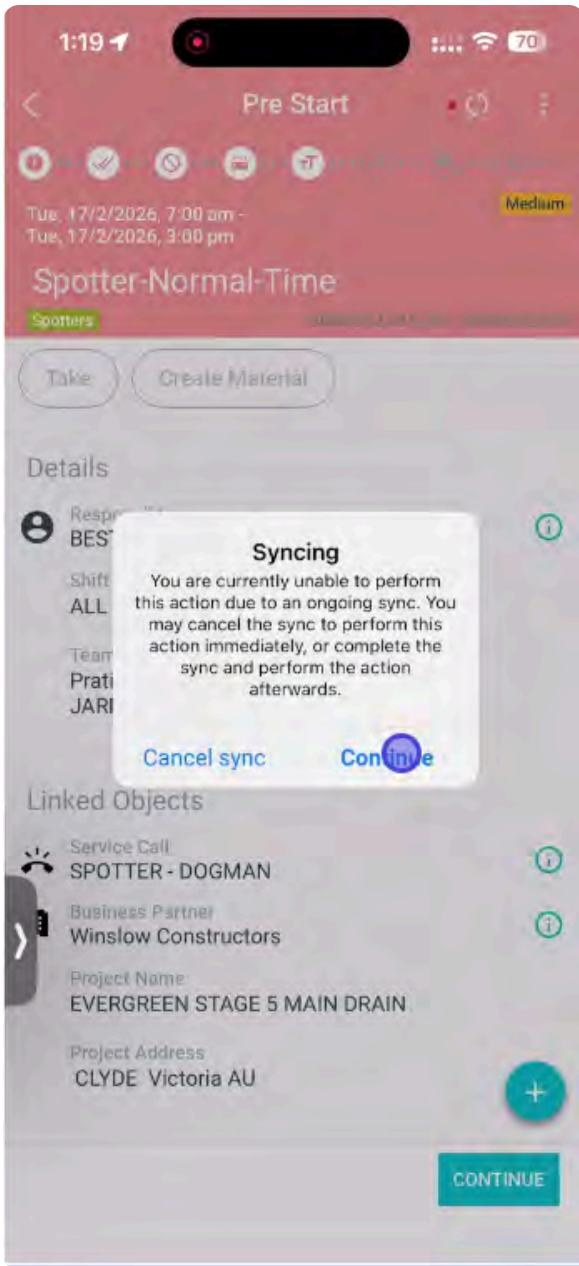 1:19
70
Pre Start
Tue, 17/2/2026, 7:00 am -
Tue, 17/2/2026, 3:00 pm
Medium
Spotter-Normal-Time
Spotters
Take
Create Material
Details
BES
Shift
ALL
Team
Prati
Syncing
You are currently unable to perform
this action due to an ongoing sync. You
may cancel the sync to perform this
action immediately, or complete the
sync and perform the action
afterwards.
Cancel sync
Continue
Linked Objects
Service Call
SPOTTER - DOGMAN
Business Partner
Winslow Constructors
Project Name
EVERGREEN STAGE 5 MAIN DRAIN
Project Address
CLYDE Victoria AU
CONTINUE